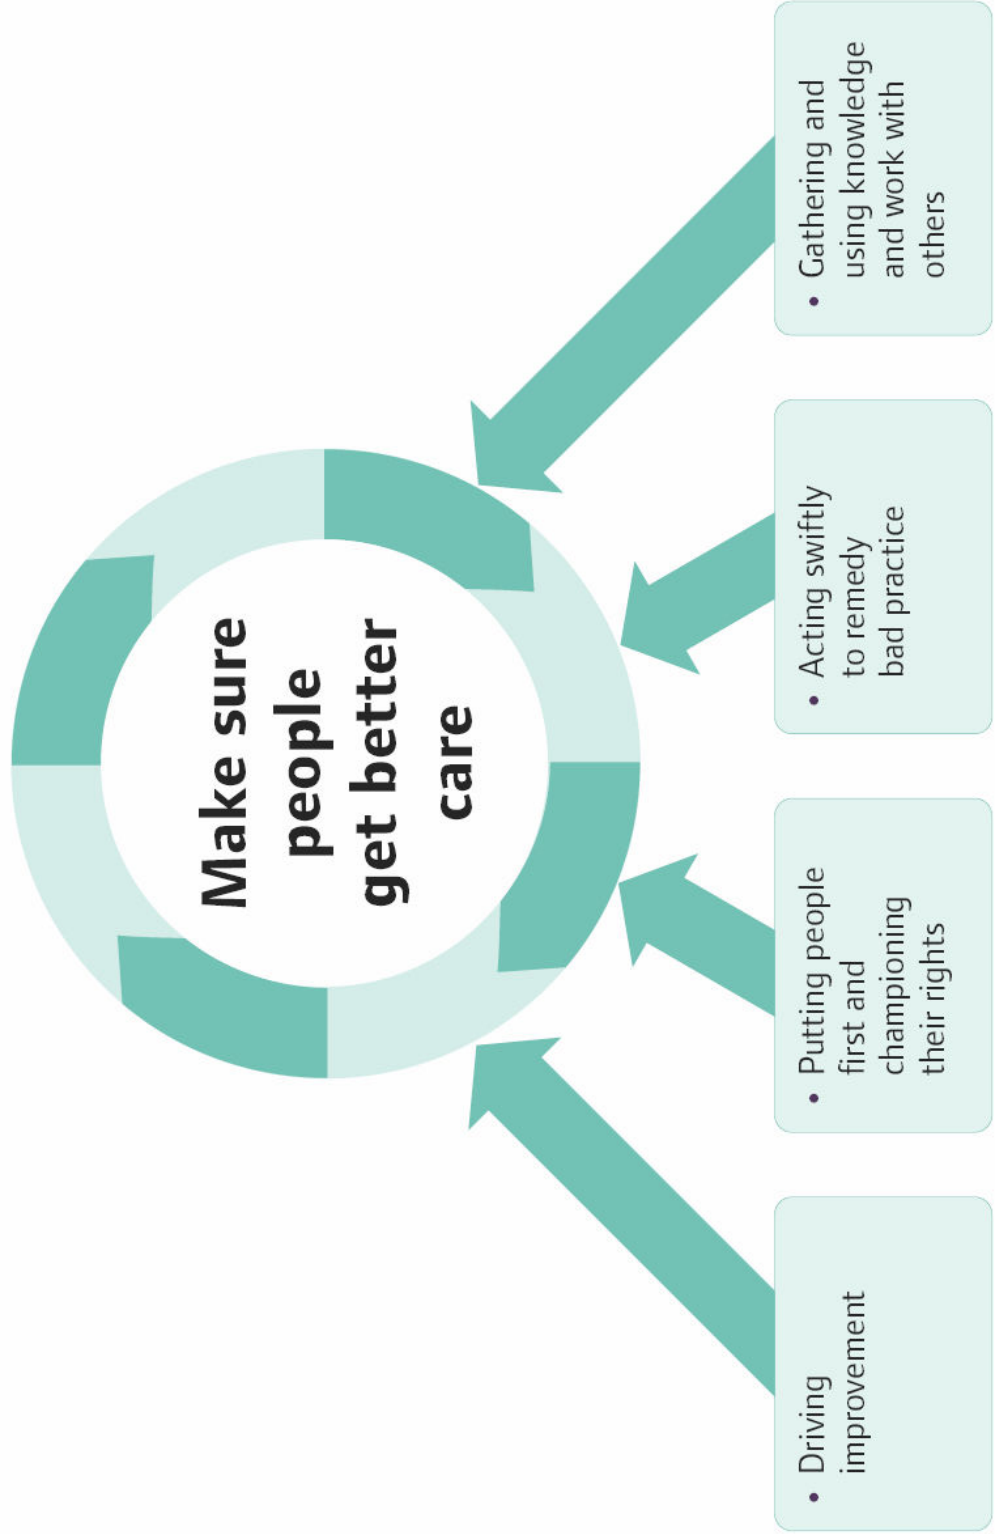 Make sure
people
get better
care
• Driving
improvement
• Putting people
first and
championing
their rights
• Acting swiftly
to remedy
bad practice
• Gathering and
using knowledge
and work with
others